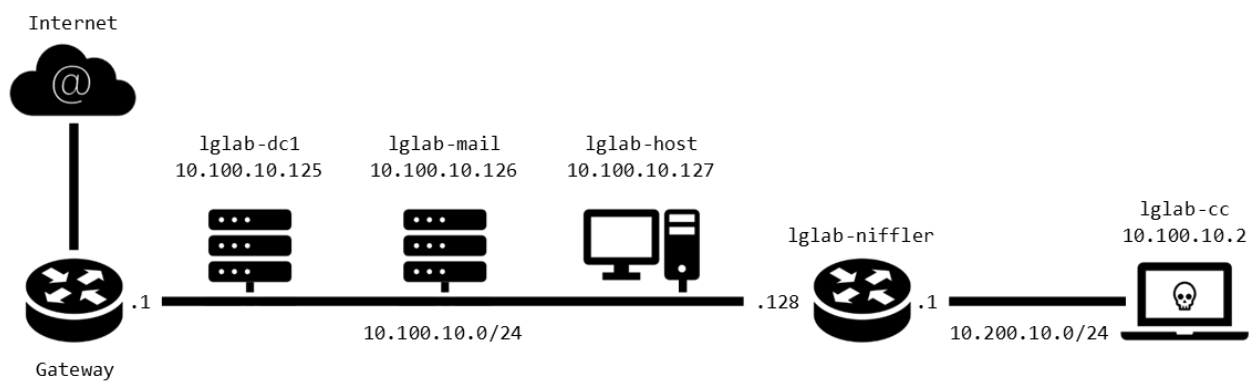 Internet
@
lglab-dc1
10.100.10.125
lglab-mail
10.100.10.126
lglab-host
10.100.10.127
lglab-niffler
lglab-cc
10.100.10.2
.1
10.100.10.0/24
.128
.1
10.200.10.0/24
Gateway